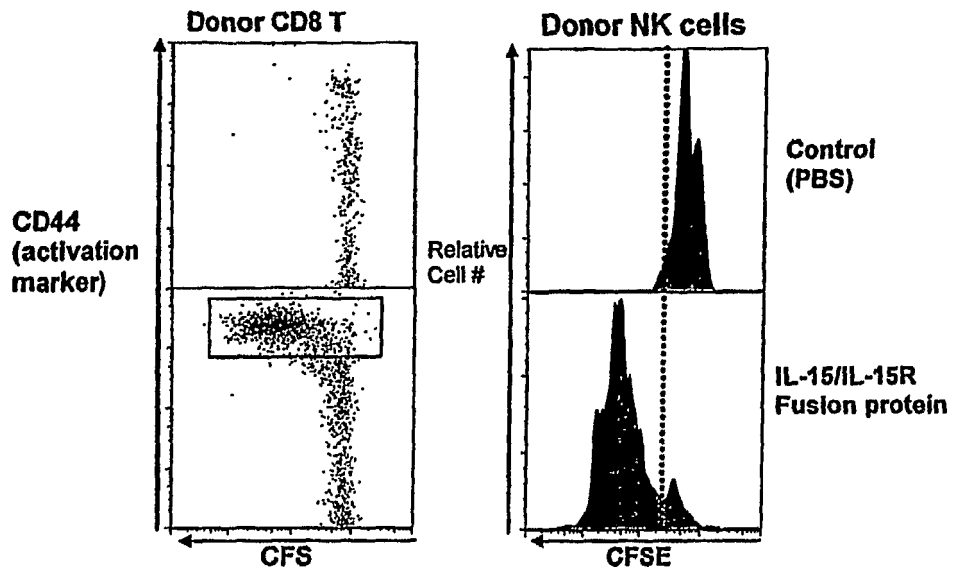 Donor CD8 T
Donor NK cells
Control
(PBS)
CD44
(activation
marker)
Relative
Cell #
IL-15/IL-15R
Fusion protein
CFS
CFSE